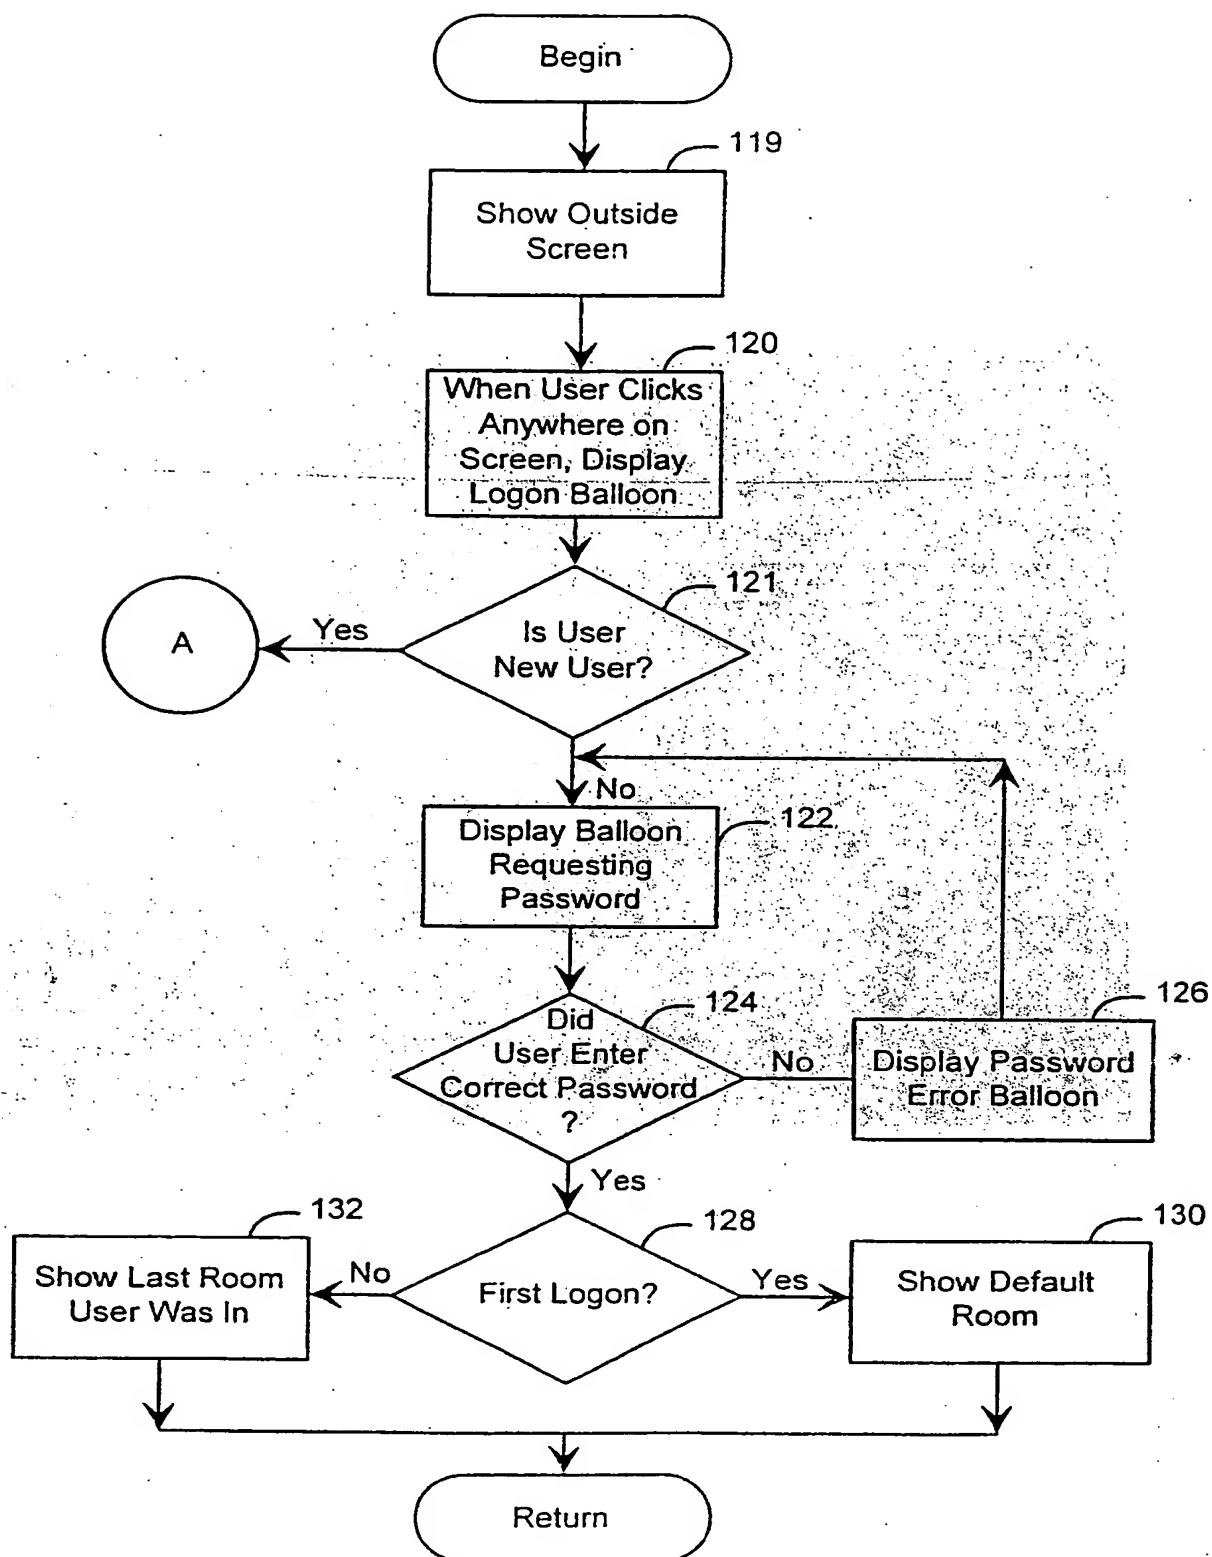 Begin
119
Show Outside
Screen
120
When User Clicks
Anywhere on
Screen, Display
Logon Balloon
121
Is User
New User?
Yes
A
No
122
Display Balloon
Requesting
Password
124
Did
User Enter
Correct Password
?
No
126
Display Password
Error Balloon
Yes
128
First Logon?
No
132
Show Last Room
User Was In
Yes
130
Show Default
Room
Return